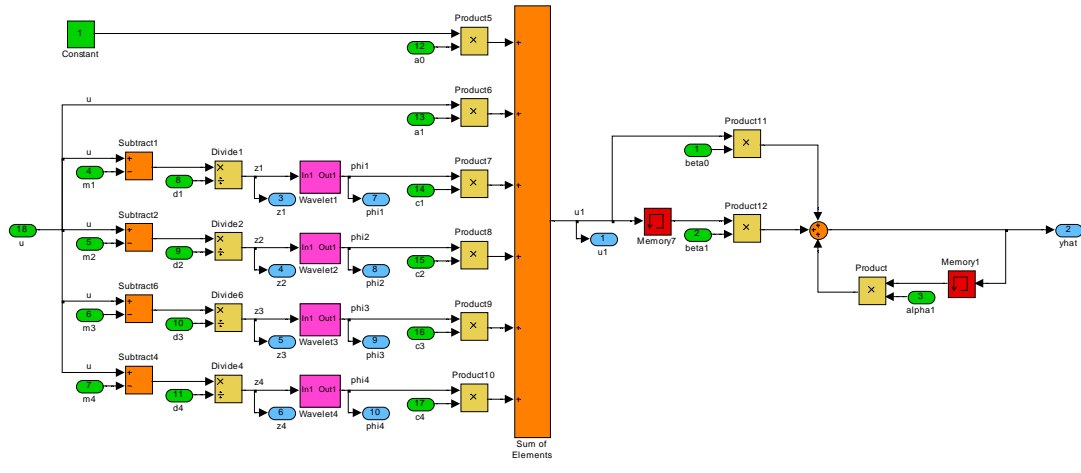 Product5
1
Constant
12
a0
Product6
u
13
a1
Product11
Subtract1
Divide1
Product7
u
z1
phi1
1
beta0
4
m1
8
d1
In1 Out1
Wavelet1
3
z1
7
phi1
14
c1
Product12
Subtract2
Divide2
Product8
u1
18
u
u
z2
phi2
Memory7
2
beta1
2
yhat
5
m2
9
d2
In1 Out1
Wavelet2
4
z2
8
phi2
15
c2
1
u1
Product
Memory1
Subtract6
Divide6
Product9
3
alpha1
u
z3
phi3
6
m3
10
d3
In1 Out1
Wavelet3
5
z3
9
phi3
16
c3
Subtract4
Divide4
Product10
u
z4
phi4
7
m4
11
d4
In1 Out1
Wavelet4
6
z4
10
phi4
17
c4
Sum of
Elements